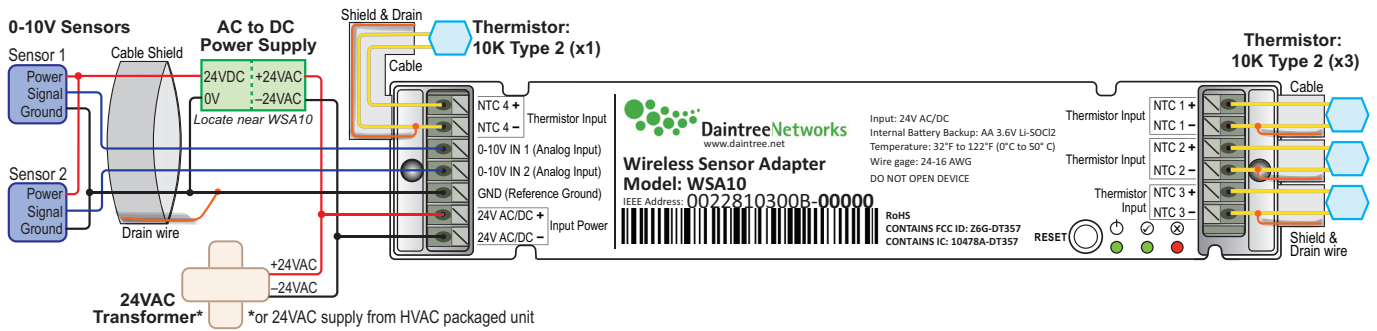 0-10V Sensors
Sensor 1
Power
Signal
Ground
Sensor 2
Power
Signal
Ground
Cable Shield
Drain wire
AC to DC
Power Supply
24VDC
+24VAC
0V
–24VAC
Locate near WSA10
+24VAC
–24VAC
24VAC
Transformer*
*or 24VAC supply from HVAC packaged unit
Shield & Drain
Cable
Thermistor:
10K Type 2 (x1)
NTC 4 +
NTC 4 –
Thermistor Input
0-10V IN 1 (Analog Input)
0-10V IN 2 (Analog Input)
GND (Reference Ground)
24V AC/DC +
24V AC/DC –
Input Power
DaintreeNetworks
www.daintree.net
Wireless Sensor Adapter
Model: WSA10
IEEE Address: 0022810300B-00000
Input: 24V AC/DC
Internal Battery Backup: AA 3.6V Li-SOCl2
Temperature: 32°F to 122°F (0°C to 50° C)
Wire gage: 24-16 AWG
DO NOT OPEN DEVICE
RoHS
CONTAINS FCC ID: Z6G-DT357
CONTAINS IC: 10478A-DT357
RESET
Thermistor Input
NTC 1 +
NTC 1 –
Thermistor Input
NTC 2 +
NTC 2 –
Thermistor
Input
NTC 3 +
NTC 3 –
Thermistor:
10K Type 2 (x3)
Cable
Shield &
Drain wire